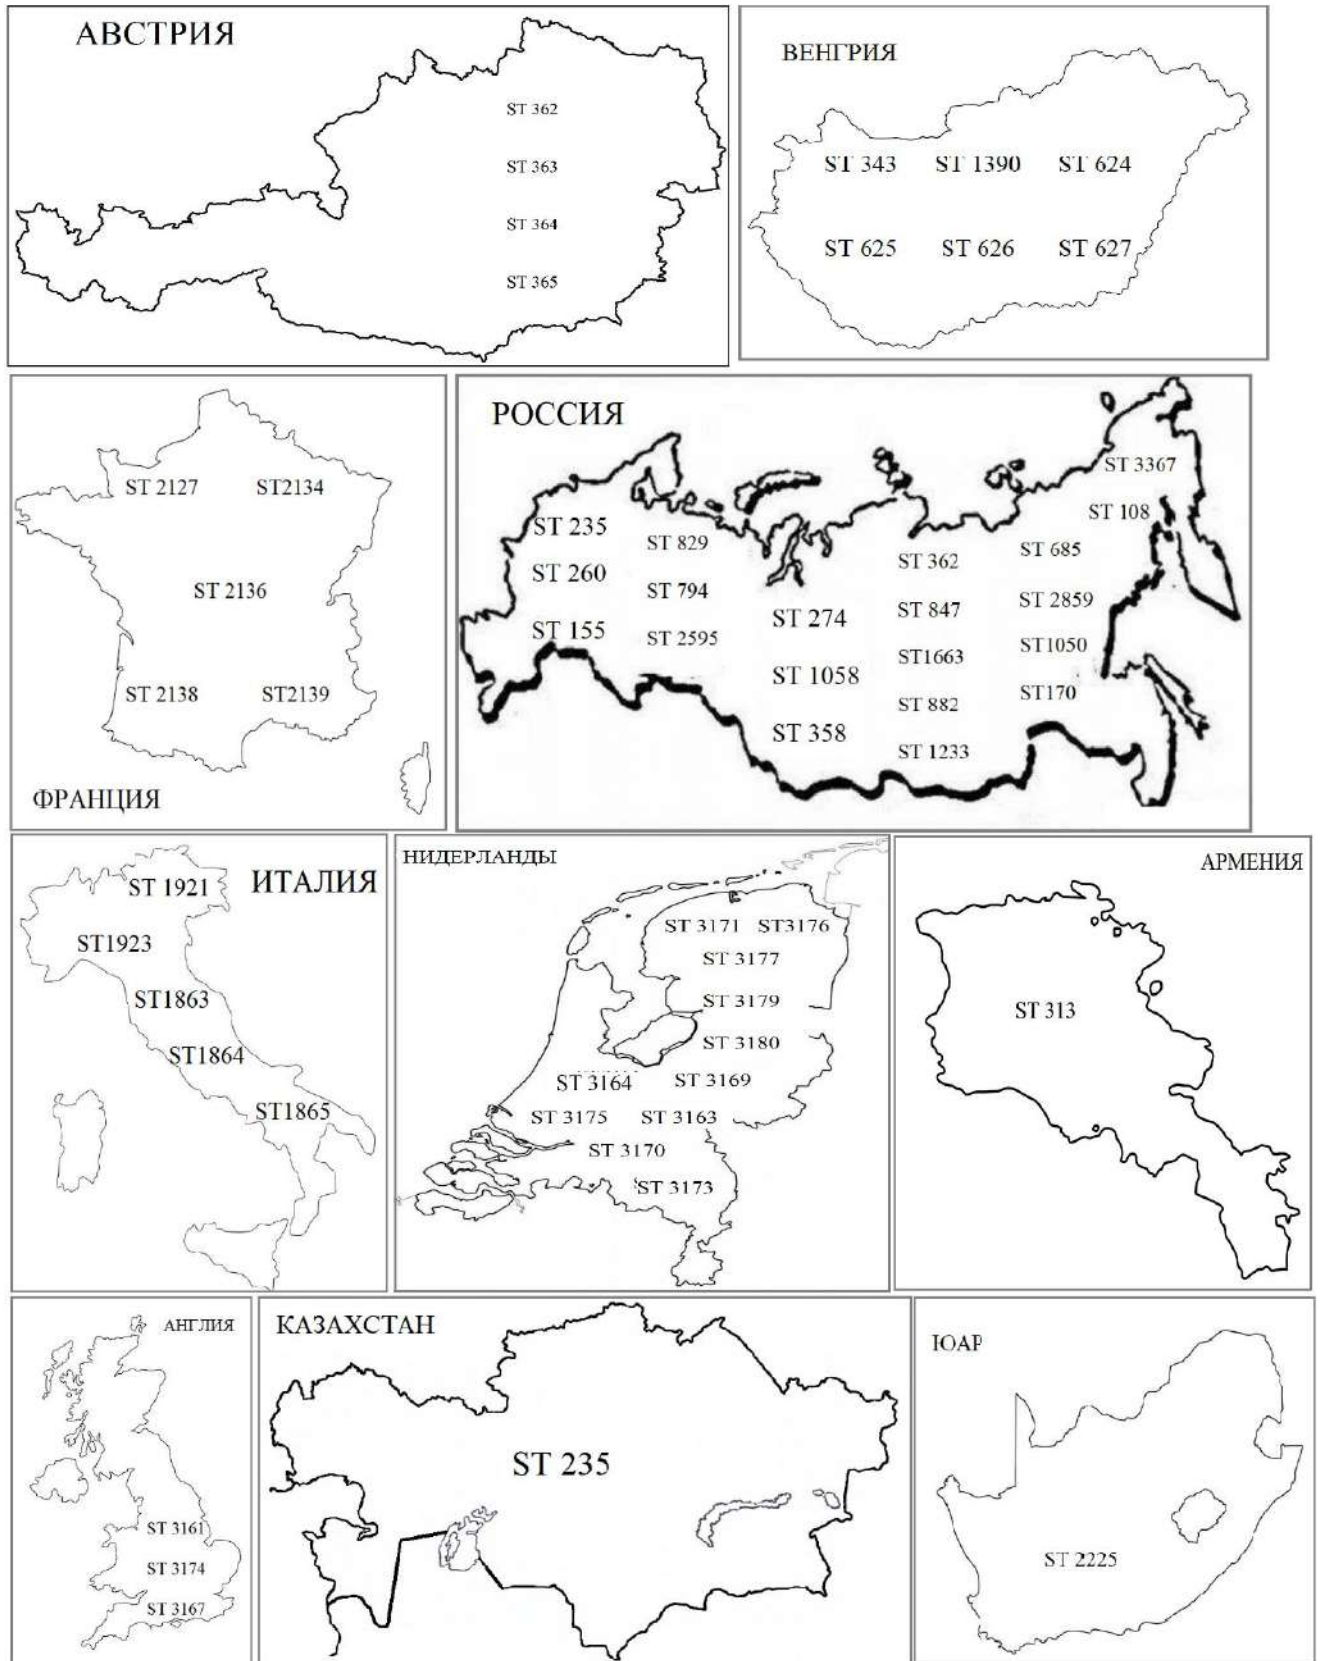 АВСТРИЯ
ST 362
ST 363
ST 364
ST 365
ВЕНГРИЯ
ST 343 ST 1390 ST 624
ST 625 ST 626 ST 627
ST 2127 ST2134
ST 2136
ST 2138 ST2139
ФРАНЦИЯ
РОССИЯ
ST 235
ST 260
ST 155
ST 829
ST 794
ST 2595
ST 274
ST 1058
ST 358
ST 362
ST 847
ST1663
ST 882
ST 1233
ST 3367
ST 108
ST 685
ST 2859
ST1050
ST170
ИТАЛИЯ
ST 1921
ST1923
ST1863
ST1864
ST1865
НИДЕРЛАНДЫ
ST 3171 ST3176
ST 3177
ST 3179
ST 3180
ST 3164 ST 3169
ST 3175 ST 3163
ST 3170
ST 3173
АРМЕНИЯ
ST 313
АНГЛИЯ
ST 3161
ST 3174
ST 3167
КАЗАХСТАН
ST 235
ЮАР
ST 2225